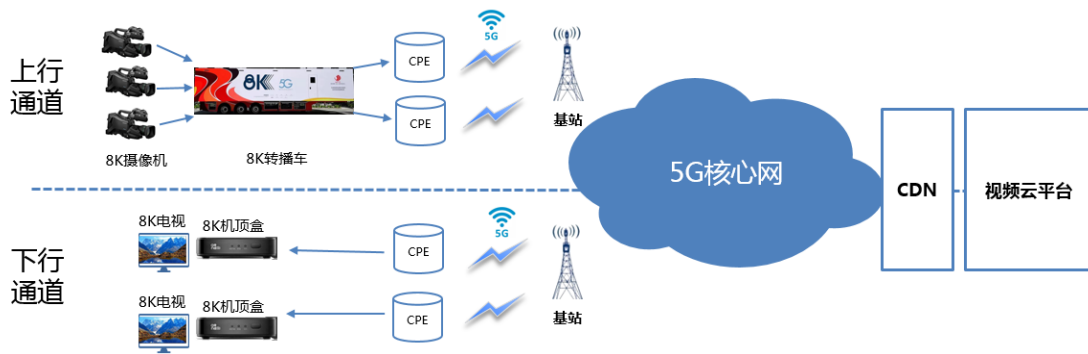 上行
通道
8K摄像机
8K
5G
8K转播车
CPE
CPE
5G
基站
5G核心网
CDN
视频云平台
下行
通道
8K电视
8K机顶盒
CPE
5G
8K电视
8K机顶盒
CPE
基站